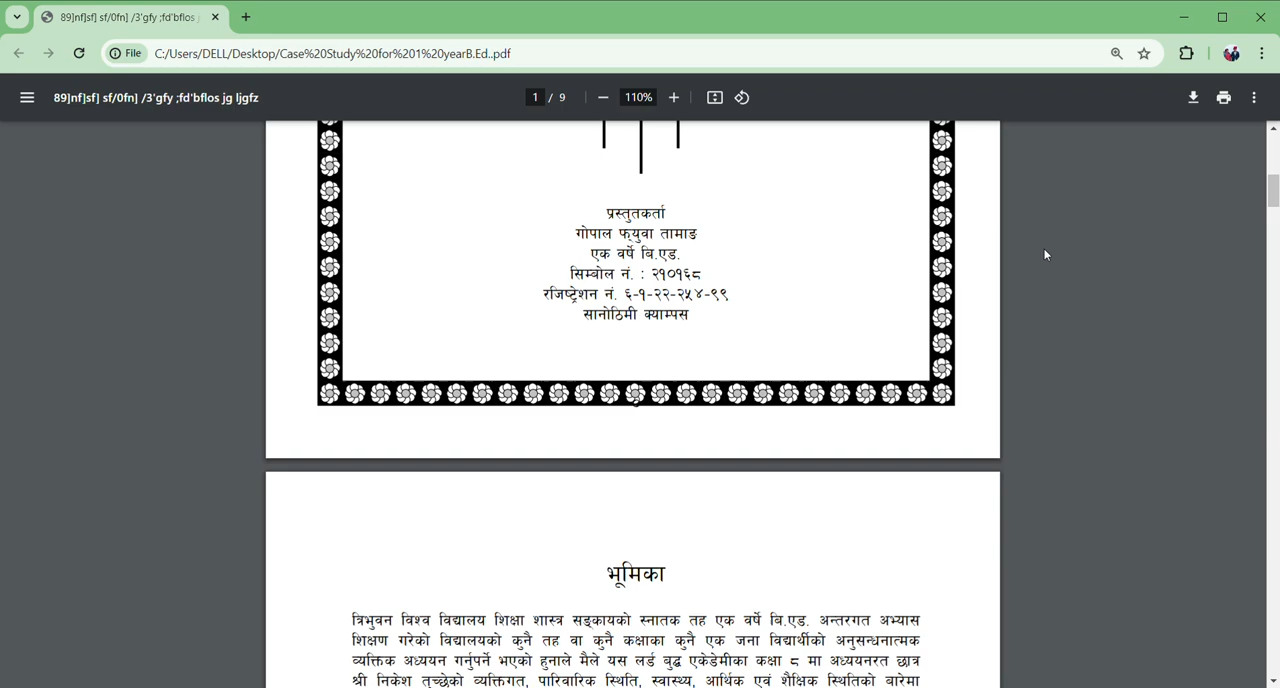 89]nf]sf] sf/0fn] /3'gfy ;fd'bflos j
File
C:/Users/DELL/Desktop/Case%20Study%20for%201%20yearB.Ed..pdf
89]nf]sf] sf/0fn] /3'gfy ;fd'bflos jg ljgfz
1 / 9
110%
प्रस्तुतकर्ता
गोपाल फ्युवा तामाङ
एक वर्षे बि.एड.
सिम्बोल नं. : २१०१६८
रजिष्ट्रेशन नं. ६-१-२२-२५४-९९
सानोठिमी क्याम्पस
भूमिका
त्रिभुवन विश्व विद्यालय शिक्षा शास्त्र सङ्कायको स्नातक तह एक वर्षे बि.एड. अन्तरगत अभ्यास
शिक्षण गरेको विद्यालयको कुनै तह वा कुनै कक्षाका कुनै एक जना विद्यार्थीको अनुसन्धनात्मक
व्यक्तिक अध्ययन गर्नुपर्ने भएको हुनाले मैले यस लर्ड बुद्ध एकेडेमीका कक्षा ८ मा अध्ययनरत छात्र
श्री निकेश तुच्छेको व्यक्तिगत, पारिवारिक स्थिति, स्वास्थ्य, आर्थिक एवं शैक्षिक स्थितिको बारेमा